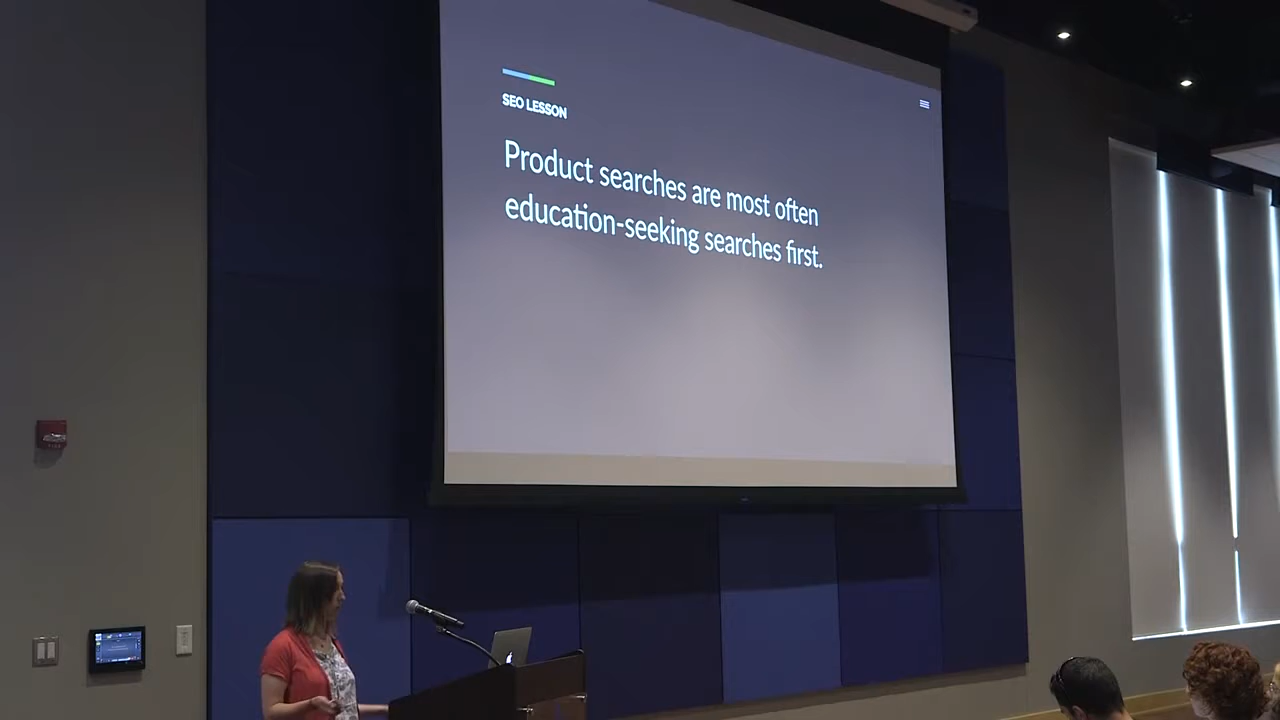 SEO LESSON
Product searches are most often
education-seeking searches first.